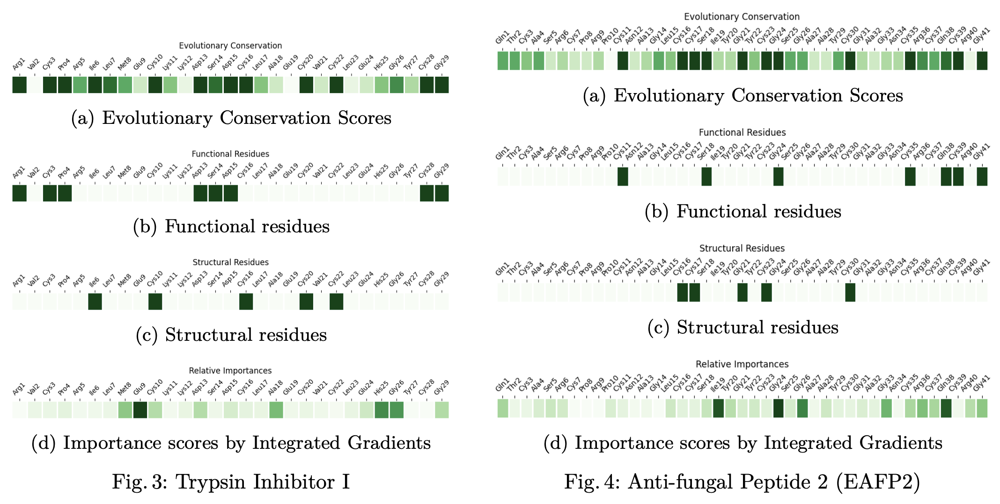 Evolutionary Conservation
Arg1 Val2 Cys3 Pro4 Arg5 Ile6 Leu7 Met8 Glu9 Cys10 Lys11 Lys12 Asp13 Ser14 Asp15 Cys16 Leu17 Ala18 Glu19 Cys20 Val21 Cys22 Leu23 Glu24 His25 Gly26 Tyr27 Cys28 Gly29
(a) Evolutionary Conservation Scores
Functional Residues
Arg1 Val2 Cys3 Pro4 Arg5 Ile6 Leu7 Met8 Glu9 Cys10 Lys11 Lys12 Asp13 Ser14 Asp15 Cys16 Leu17 Ala18 Glu19 Cys20 Val21 Cys22 Leu23 Glu24 His25 Gly26 Tyr27 Cys28 Gly29
(b) Functional residues
Structural Residues
Arg1 Val2 Cys3 Pro4 Arg5 Ile6 Leu7 Met8 Glu9 Cys10 Lys11 Lys12 Asp13 Ser14 Asp15 Cys16 Leu17 Ala18 Glu19 Cys20 Val21 Cys22 Leu23 Glu24 His25 Gly26 Tyr27 Cys28 Gly29
(c) Structural residues
Relative Importances
Arg1 Val2 Cys3 Pro4 Arg5 Ile6 Leu7 Met8 Glu9 Cys10 Lys11 Lys12 Asp13 Ser14 Asp15 Cys16 Leu17 Ala18 Glu19 Cys20 Val21 Cys22 Leu23 Glu24 His25 Gly26 Tyr27 Cys28 Gly29
(d) Importance scores by Integrated Gradients
Fig. 3: Trypsin Inhibitor I
Evolutionary Conservation
Gln1 Thr2 Cys3 Ala4 Ser5 Arg6 Cys7 Pro8 Arg9 Pro10 Cys11 Asn12 Ala13 Gly14 Leu15 Cys16 Cys17 Ser18 Ile19 Tyr20 Gly21 Tyr22 Cys23 Gly24 Ser25 Gly26 Ala27 Ala28 Tyr29 Cys30 Gly31 Ala32 Gly33 Asn34 Cys35 Arg36 Cys37 Gln38 Cys39 Arg40 Gly41
(a) Evolutionary Conservation Scores
Functional Residues
Gln1 Thr2 Cys3 Ala4 Ser5 Arg6 Cys7 Pro8 Arg9 Pro10 Cys11 Asn12 Ala13 Gly14 Leu15 Cys16 Cys17 Ser18 Ile19 Tyr20 Gly21 Tyr22 Cys23 Gly24 Ser25 Gly26 Ala27 Ala28 Tyr29 Cys30 Gly31 Ala32 Gly33 Asn34 Cys35 Arg36 Cys37 Gln38 Cys39 Arg40 Gly41
(b) Functional residues
Structural Residues
Gln1 Thr2 Cys3 Ala4 Ser5 Arg6 Cys7 Pro8 Arg9 Pro10 Cys11 Asn12 Ala13 Gly14 Leu15 Cys16 Cys17 Ser18 Ile19 Tyr20 Gly21 Tyr22 Cys23 Gly24 Ser25 Gly26 Ala27 Ala28 Tyr29 Cys30 Gly31 Ala32 Gly33 Asn34 Cys35 Arg36 Cys37 Gln38 Cys39 Arg40 Gly41
(c) Structural residues
Relative Importances
Gln1 Thr2 Cys3 Ala4 Ser5 Arg6 Cys7 Pro8 Arg9 Pro10 Cys11 Asn12 Ala13 Gly14 Leu15 Cys16 Cys17 Ser18 Ile19 Tyr20 Gly21 Tyr22 Cys23 Gly24 Ser25 Gly26 Ala27 Ala28 Tyr29 Cys30 Gly31 Ala32 Gly33 Asn34 Cys35 Arg36 Cys37 Gln38 Cys39 Arg40 Gly41
(d) Importance scores by Integrated Gradients
Fig. 4: Anti-fungal Peptide 2 (EAFP2)